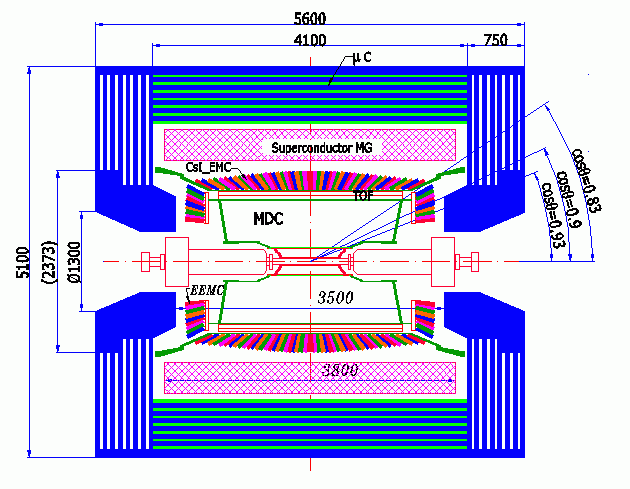 5600
4100
750
μ C
Superconductor MG
CsI_EMC
TOF
MDC
cosθ=0.83
cosθ=0.9
cosθ=0.93
5100
(2373)
Ø1300
EEMC
3500
3800